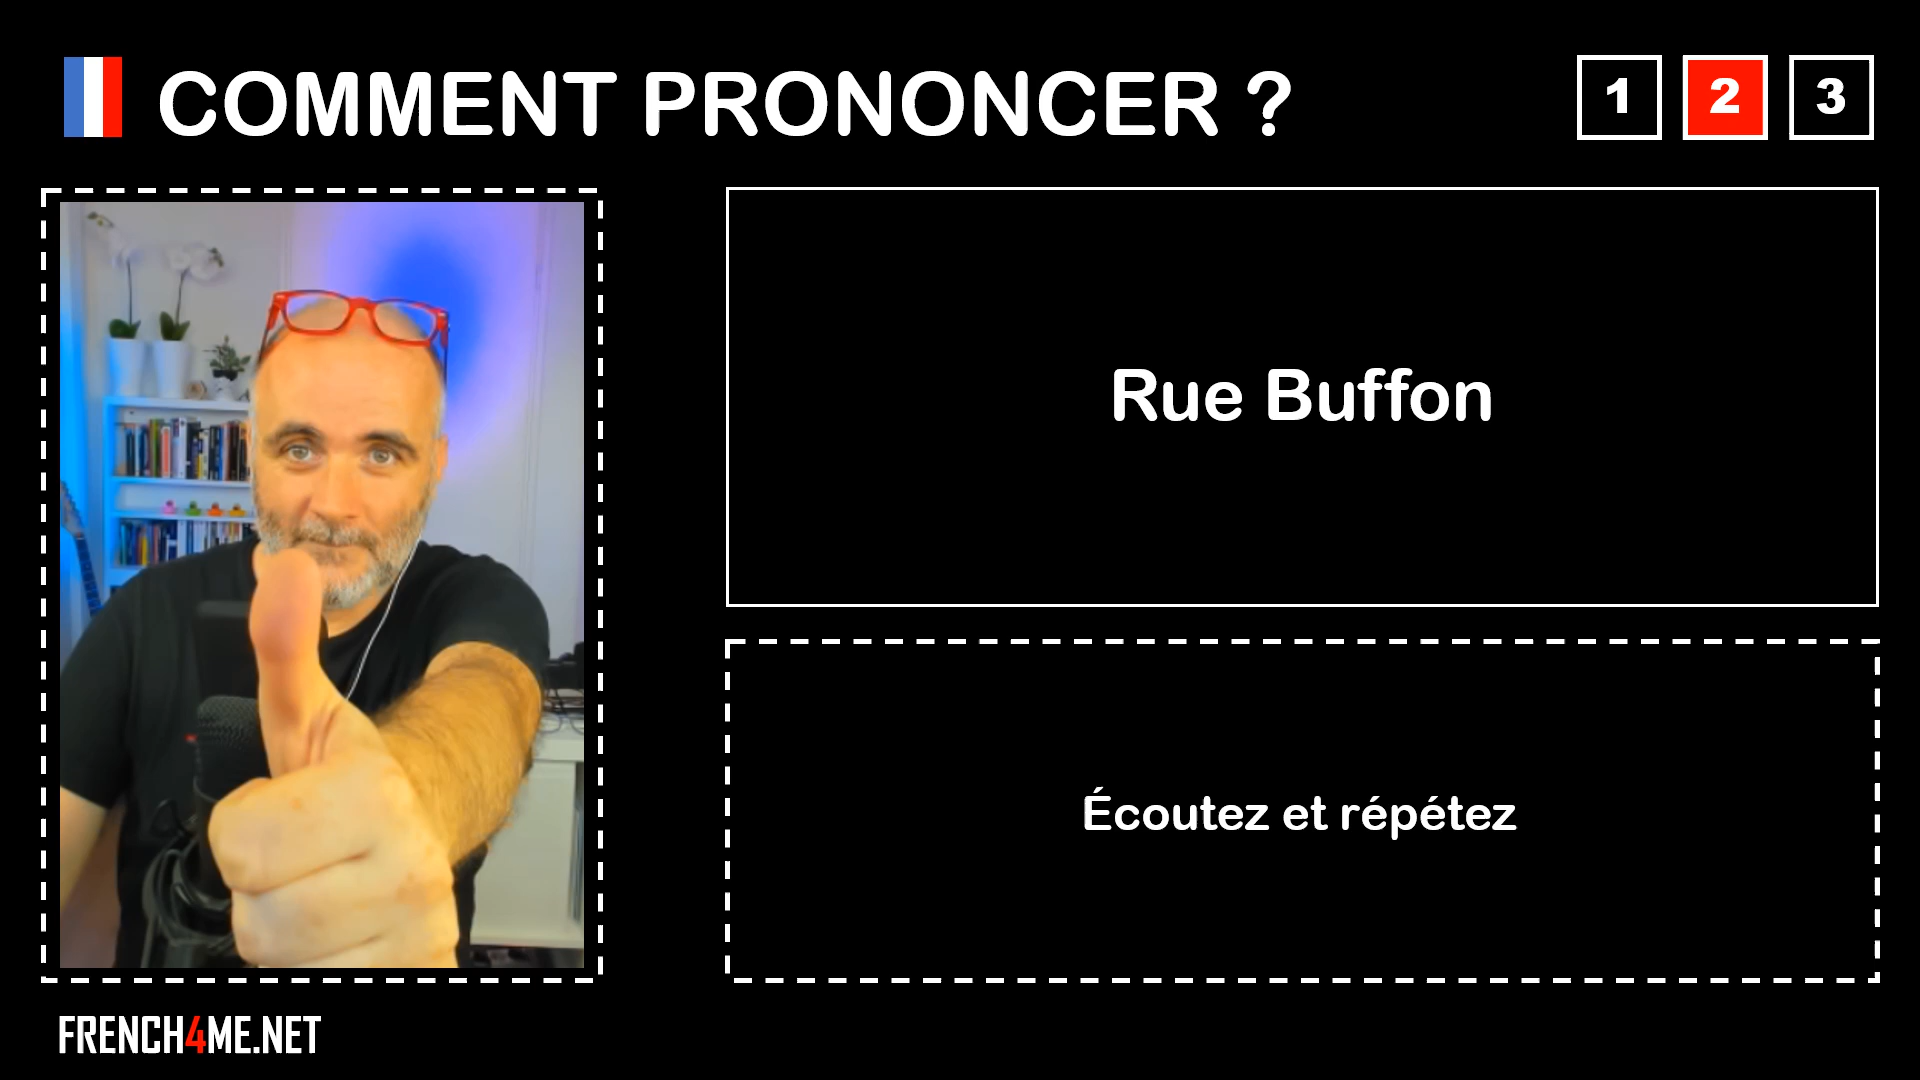 COMMENT PRONONCER ?
1 2 3
Rue Buffon
Écoutez et répétez
FRENCH4ME.NET